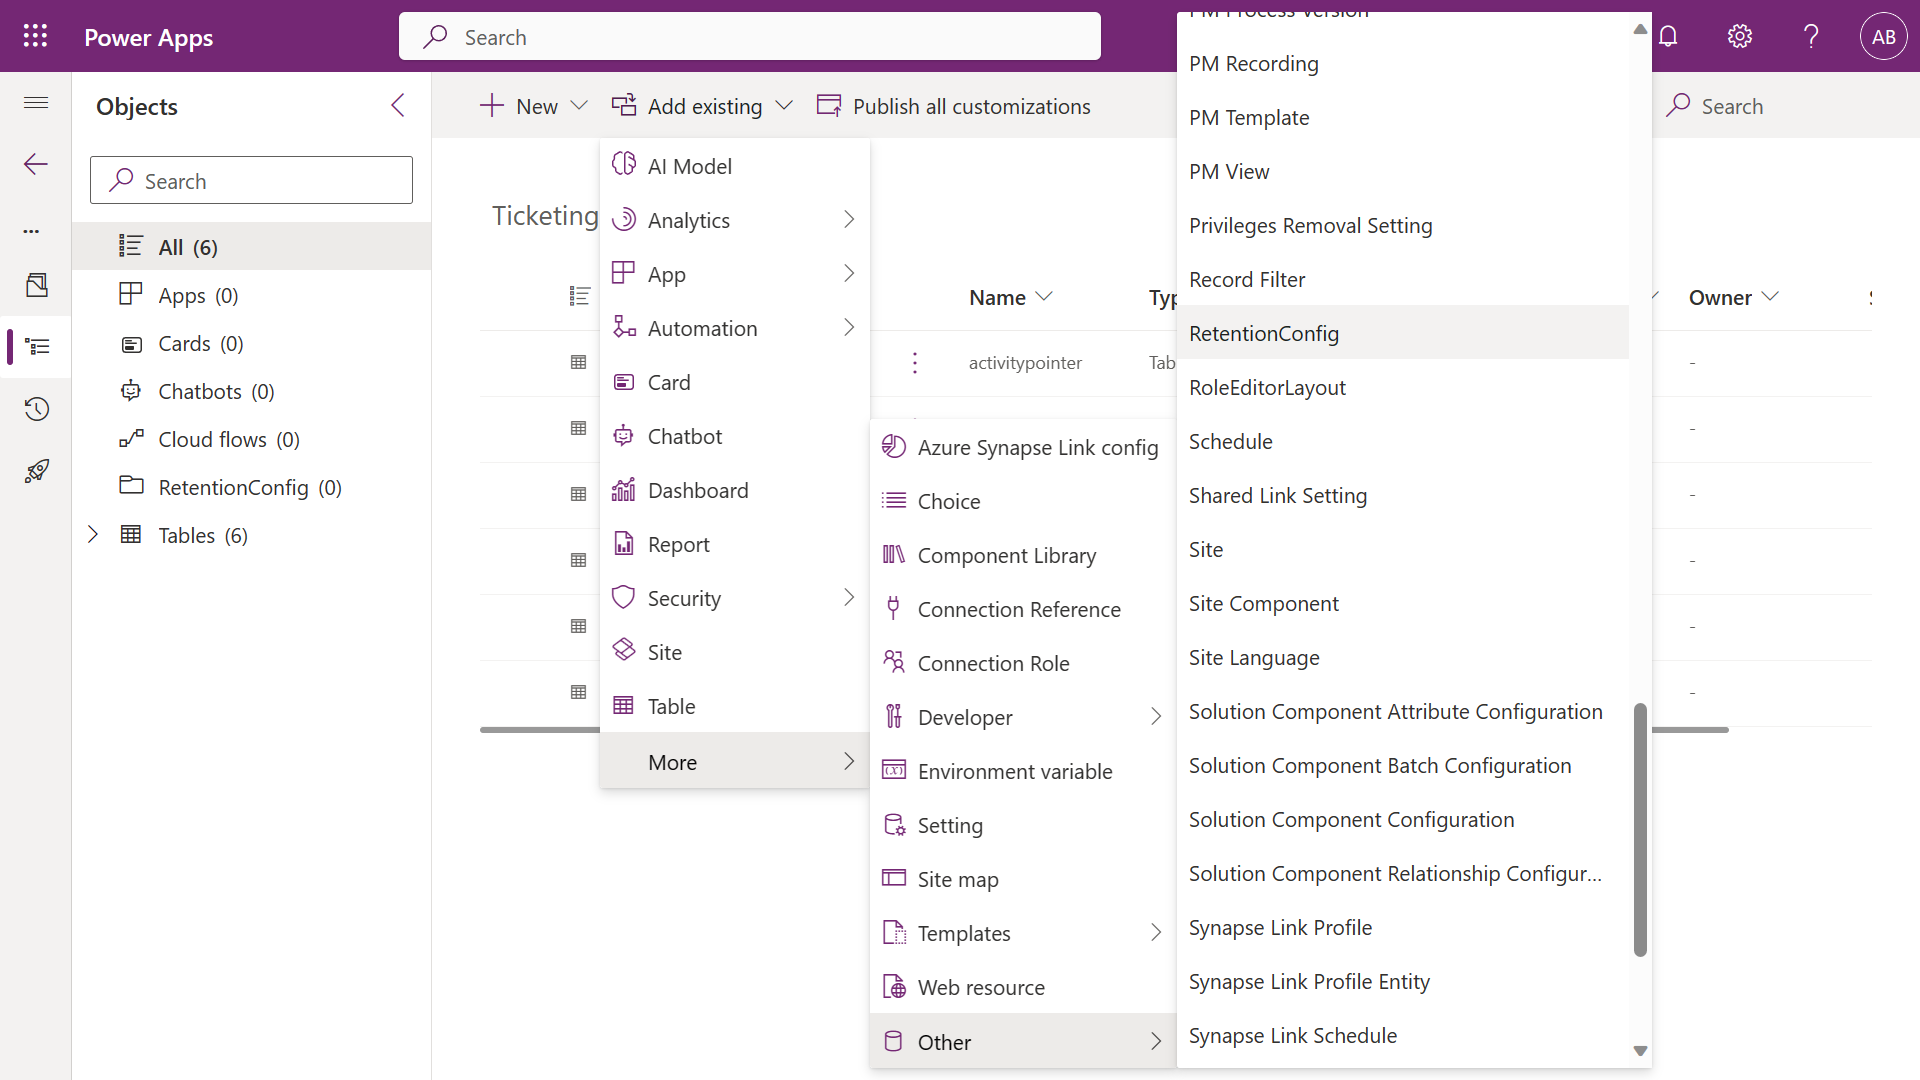 Power Apps
Search
AB
Objects
New
Add existing
Publish all customizations
Search
Search
All (6)
Apps (0)
Cards (0)
Chatbots (0)
Cloud flows (0)
RetentionConfig (0)
Tables (6)
Ticketing
Name
Owner
activitypointer
-
-
-
-
-
-
AI Model
Analytics
App
Automation
Card
Chatbot
Dashboard
Report
Security
Site
Table
More
Azure Synapse Link config
Choice
Component Library
Connection Reference
Connection Role
Developer
Environment variable
Setting
Site map
Templates
Web resource
Other
PM Process Version
PM Recording
PM Template
PM View
Privileges Removal Setting
Record Filter
RetentionConfig
RoleEditorLayout
Schedule
Shared Link Setting
Site
Site Component
Site Language
Solution Component Attribute Configuration
Solution Component Batch Configuration
Solution Component Configuration
Solution Component Relationship Configur...
Synapse Link Profile
Synapse Link Profile Entity
Synapse Link Schedule